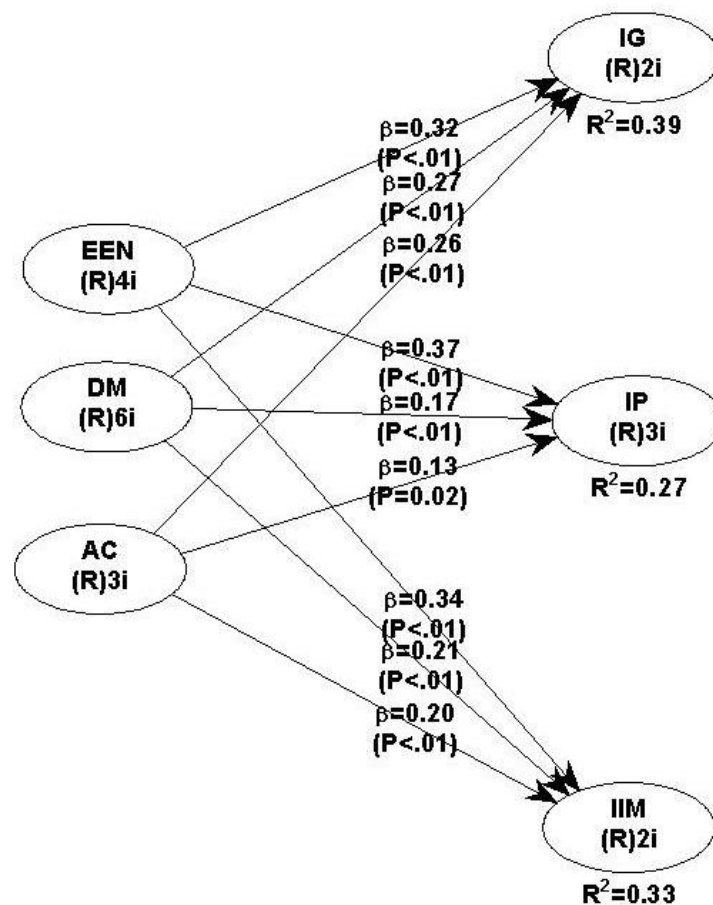 IG
(R)2i
R²=0.39
β=0.32
(P<.01)
β=0.27
(P<.01)
β=0.26
(P<.01)
EEN
(R)4i
β=0.37
(P<.01)
DM
(R)6i
β=0.17
(P<.01)
IP
(R)3i
R²=0.27
β=0.13
(P=0.02)
AC
(R)3i
β=0.34
(P<.01)
β=0.21
(P<.01)
β=0.20
(P<.01)
IIM
(R)2i
R²=0.33